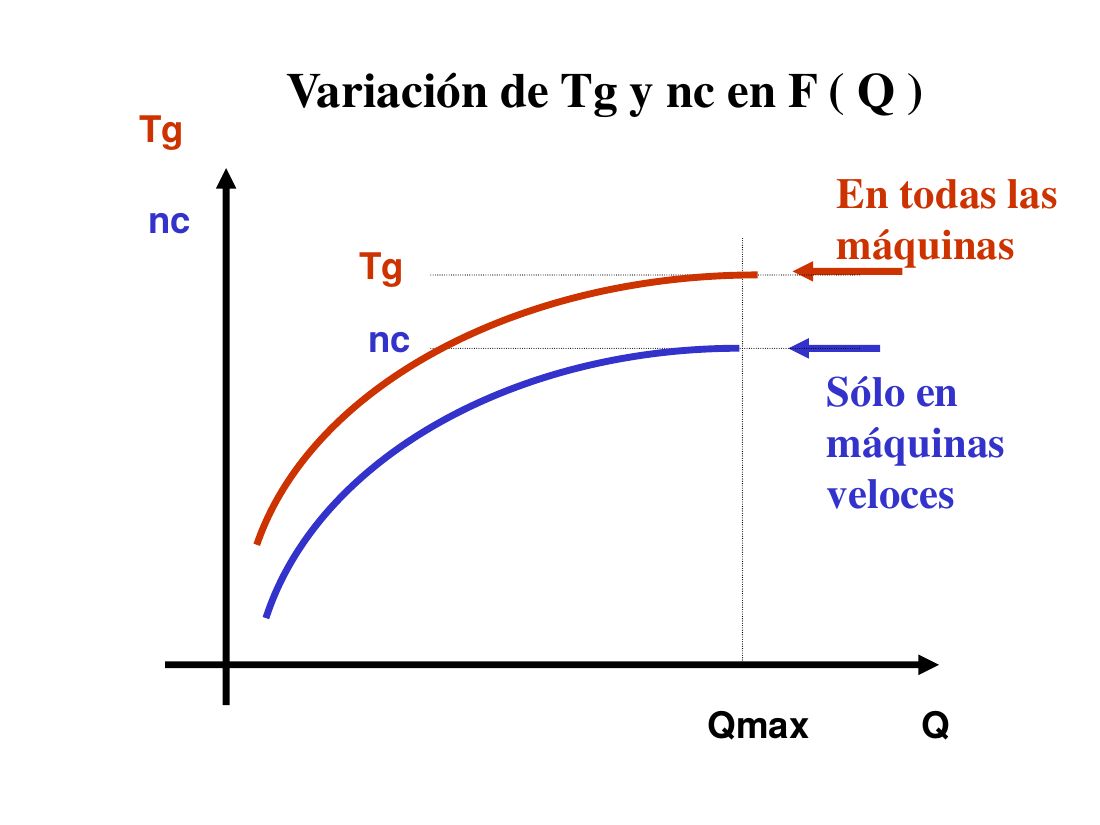 Variación de Tg y nc en F ( Q )
Tg
nc
En todas las
máquinas
Tg
nc
Sólo en
máquinas
veloces
Qmax
Q